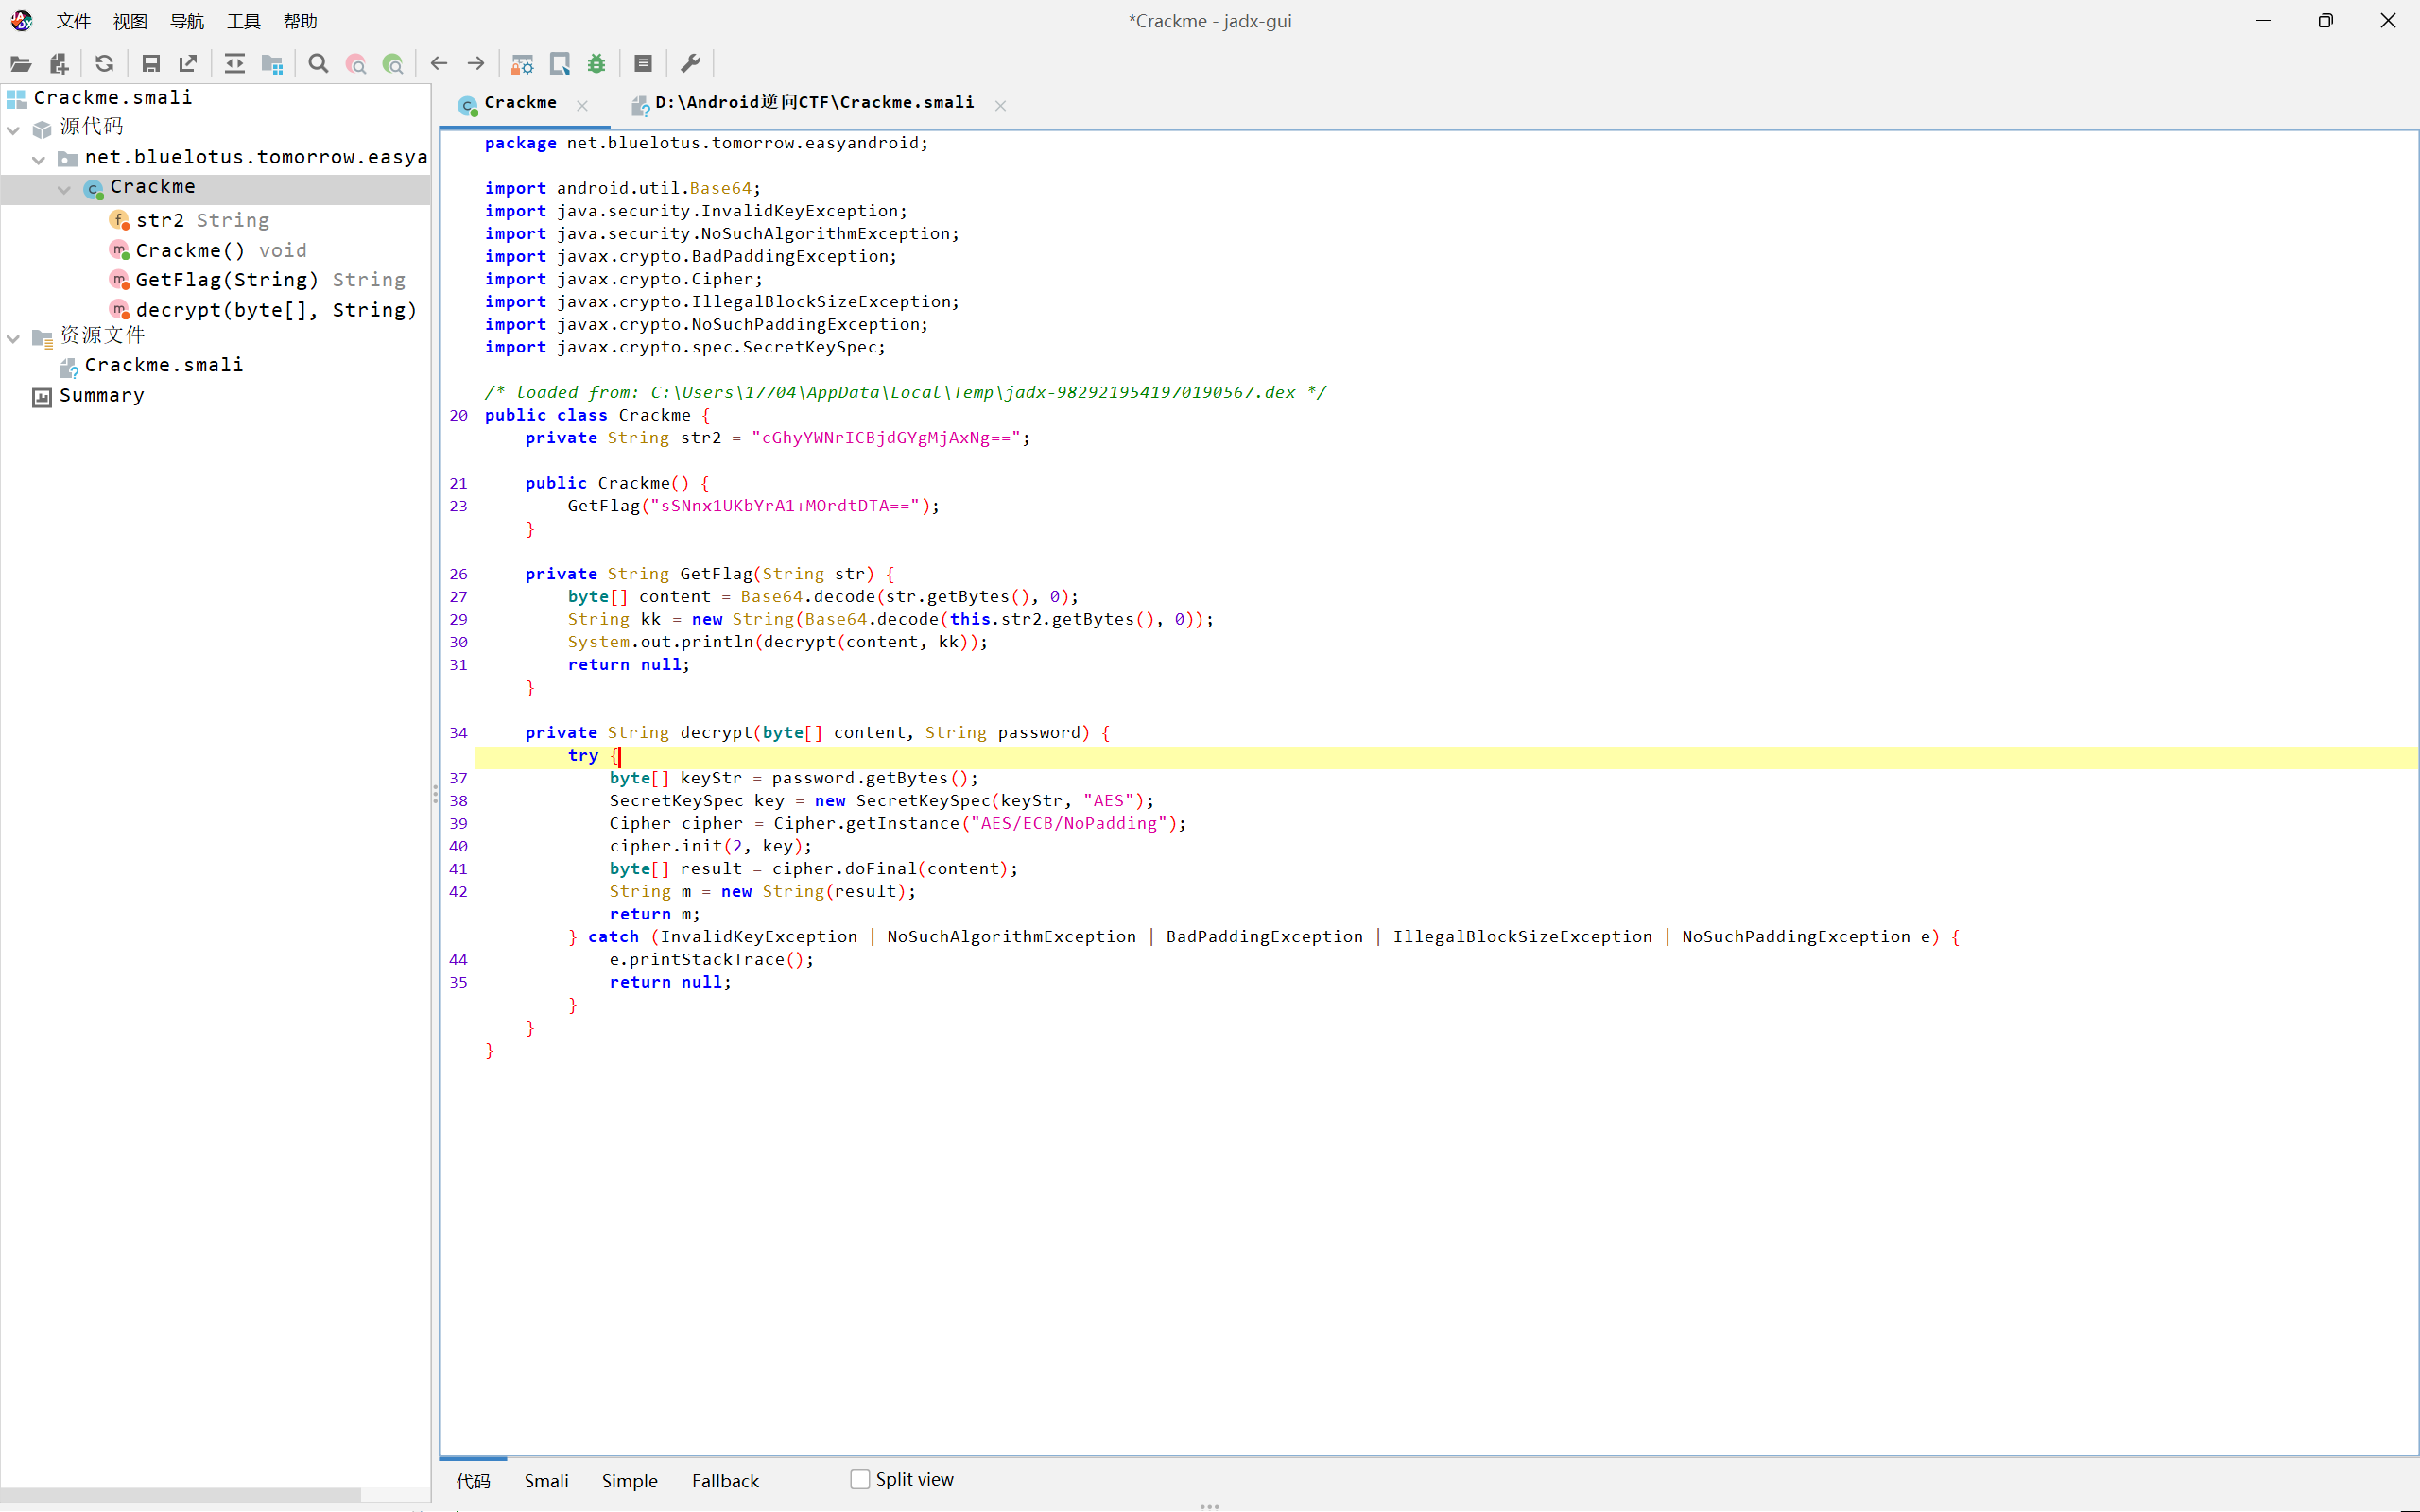 文件 视图 导航 工具 帮助
*Crackme - jadx-gui
Crackme.smali
源代码
net.bluelotus.tomorrow.easya
Crackme
str2 String
Crackme() void
GetFlag(String) String
decrypt(byte[], String)
资源文件
Crackme.smali
Summary
Crackme
D:\Android逆向CTF\Crackme.smali
package net.bluelotus.tomorrow.easyandroid;
import android.util.Base64;
import java.security.InvalidKeyException;
import java.security.NoSuchAlgorithmException;
import javax.crypto.BadPaddingException;
import javax.crypto.Cipher;
import javax.crypto.IllegalBlockSizeException;
import javax.crypto.NoSuchPaddingException;
import javax.crypto.spec.SecretKeySpec;
/* loaded from: C:\Users\17704\AppData\Local\Temp\jadx-9829219541970190567.dex */
20 public class Crackme {
private String str2 = "cGhyYWNrICBjdGYgMjAxNg==";
21 public Crackme() {
23 GetFlag("sSNnx1UKbYrA1+MOrdtDTA==");
}
26 private String GetFlag(String str) {
27 byte[] content = Base64.decode(str.getBytes(), 0);
29 String kk = new String(Base64.decode(this.str2.getBytes(), 0));
30 System.out.println(decrypt(content, kk));
31 return null;
}
34 private String decrypt(byte[] content, String password) {
try {
37 byte[] keyStr = password.getBytes();
38 SecretKeySpec key = new SecretKeySpec(keyStr, "AES");
39 Cipher cipher = Cipher.getInstance("AES/ECB/NoPadding");
40 cipher.init(2, key);
41 byte[] result = cipher.doFinal(content);
42 String m = new String(result);
return m;
} catch (InvalidKeyException | NoSuchAlgorithmException | BadPaddingException | IllegalBlockSizeException | NoSuchPaddingException e) {
44 e.printStackTrace();
35 return null;
}
}
}
代码 Smali Simple Fallback Split view